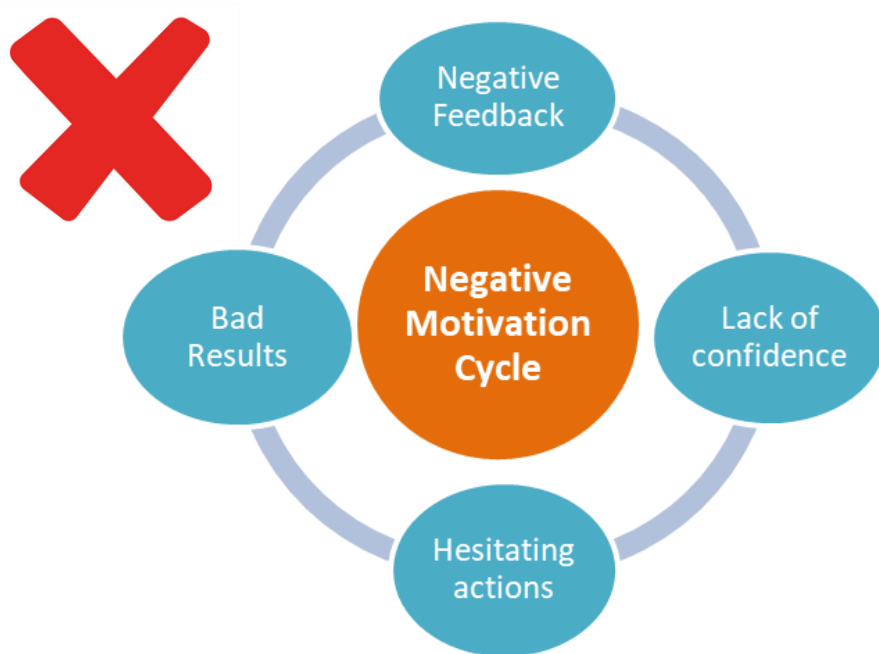 Negative
Feedback
Negative
Motivation
Cycle
Bad
Results
Lack of
confidence
Hesitating
actions